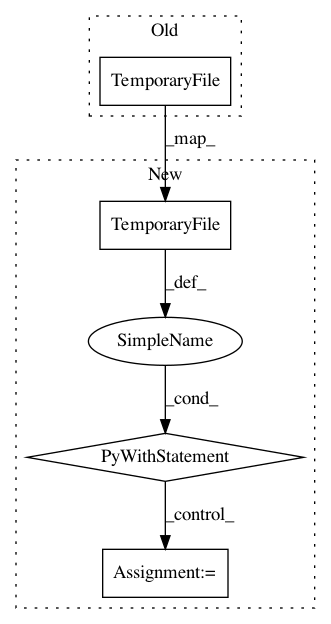 Old
TemporaryFile
_map_
New
TemporaryFile
_def_
SimpleName
_cond_
PyWithStatement
_control_
Assignment:=